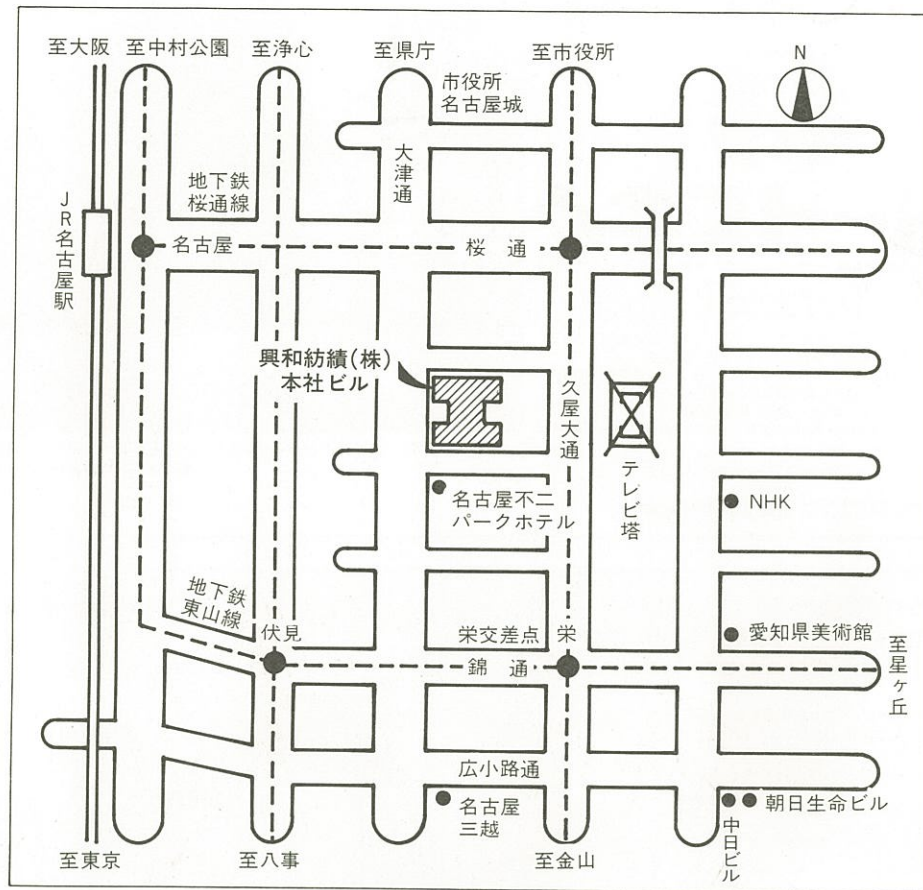 至大阪
至中村公園
至浄心
至県庁
至市役所
N
市役所
名古屋城
大津通
地下鉄
桜通線
JR名古屋駅
名古屋
桜通
興和紡績(株)
本社ビル
久屋大通
テレビ塔
名古屋不二
パークホテル
NHK
地下鉄
東山線
伏見
栄交差点
栄
愛知県美術館
錦通
至星ヶ丘
広小路通
名古屋
三越
朝日生命ビル
中日ビル
至東京
至八事
至金山